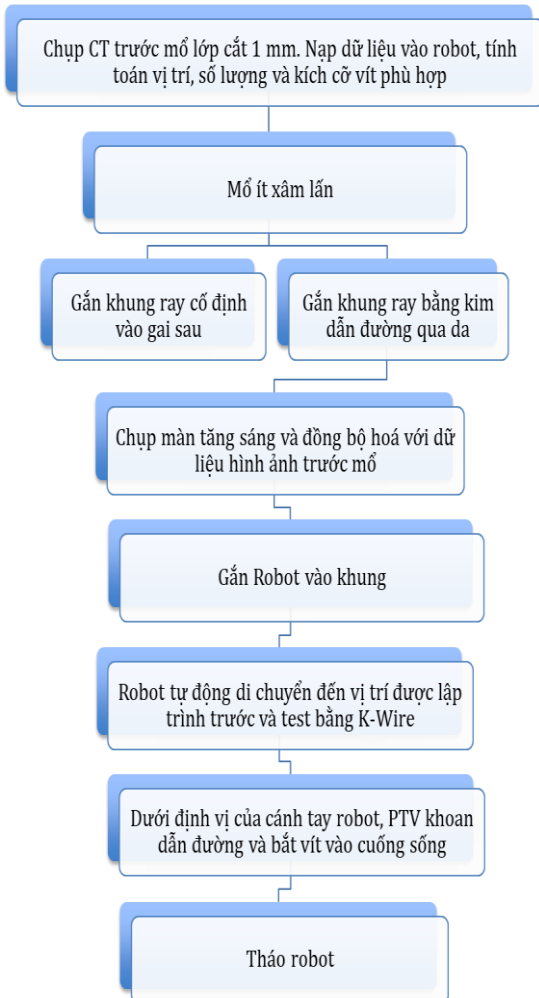 Chụp CT trước mổ lớp cắt 1 mm. Nạp dữ liệu vào robot, tính
toán vị trí, số lượng và kích cỡ vít phù hợp
Mổ ít xâm lấn
Gắn khung ray cố định
vào gai sau
Gắn khung ray bằng kim
dẫn đường qua da
Chụp màn tăng sáng và đồng bộ hoá với dữ
liệu hình ảnh trước mổ
Gắn Robot vào khung
Robot tự động di chuyển đến vị trí được lập
trình trước và test bằng K-Wire
Dưới định vị của cánh tay robot, PTV khoan
dẫn đường và bắt vít vào cuống sống
Tháo robot